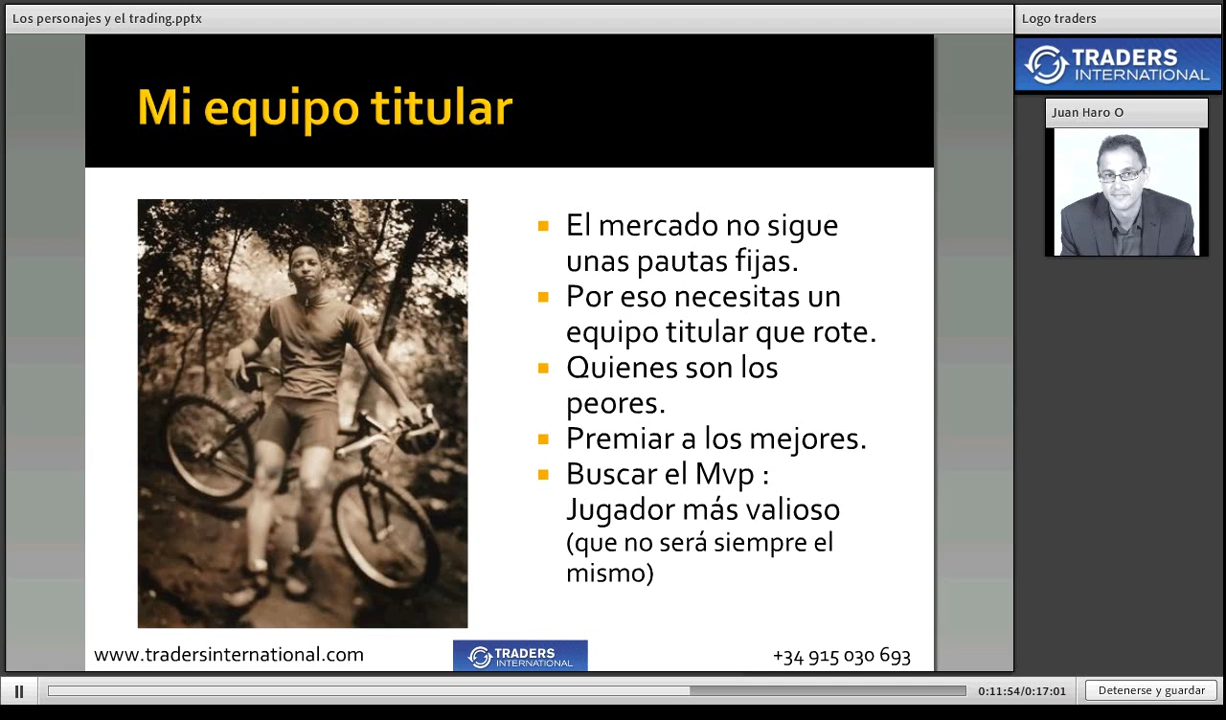 Los personajes y el trading.pptx
Logo traders
TRADERS
INTERNATIONAL
Juan Haro O
Mi equipo titular
El mercado no sigue
unas pautas fijas.
Por eso necesitas un
equipo titular que rote.
Quienes son los
peores.
Premiar a los mejores.
Buscar el Mvp :
Jugador más valioso
(que no será siempre el
mismo)
www.tradersinternational.com
TRADERS
INTERNATIONAL
+34 915 030 693
0:11:54/0:17:01
Detenerse y guardar